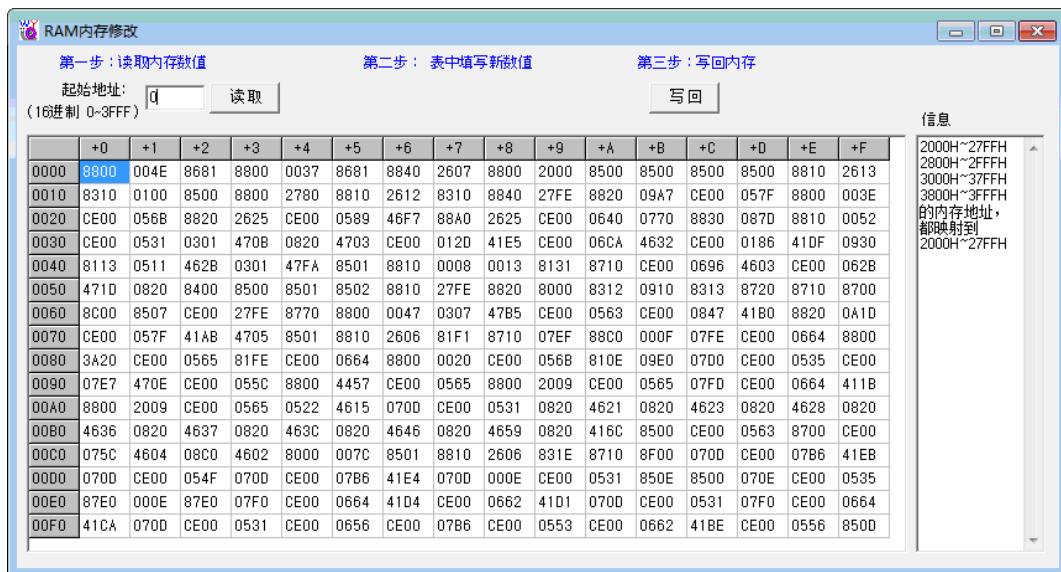 RAM内存修改
第一步：读取内存数值 第二步： 表中填写新数值 第三步：写回内存
起始地址:
(16进制 0~3FFF)
0 读取 写回
信息
+0 +1 +2 +3 +4 +5 +6 +7 +8 +9 +A +B +C +D +E +F
0000 8800 004E 8681 8800 0037 8681 8840 2607 8800 2000 8500 8500 8500 8500 8810 2613
0010 8310 0100 8500 8800 2780 8810 2612 8310 8840 27FE 8820 09A7 CE00 057F 8800 003E
0020 CE00 056B 8820 2625 CE00 0589 46F7 88A0 2625 CE00 0640 0770 8830 087D 8810 0052
0030 CE00 0531 0301 470B 0820 4703 CE00 012D 41E5 CE00 06CA 4632 CE00 0186 41DF 0930
0040 8113 0511 462B 0301 47FA 8501 8810 0008 0013 8131 8710 CE00 0696 4603 CE00 062B
0050 471D 0820 8400 8500 8501 8502 8810 27FE 8820 8000 8312 0910 8313 8720 8710 8700
0060 8C00 8507 CE00 27FE 8770 8800 0047 0307 47B5 CE00 0563 CE00 0847 41B0 8820 0A1D
0070 CE00 057F 41AB 4705 8501 8810 2606 81F1 8710 07EF 88C0 000F 07FE CE00 0664 8800
0080 3A20 CE00 0565 81FE CE00 0664 8800 0020 CE00 056B 810E 09E0 07D0 CE00 0535 CE00
0090 07E7 470E CE00 055C 8800 4457 CE00 0565 8800 2009 CE00 0565 07FD CE00 0664 411B
00A0 8800 2009 CE00 0565 0522 4615 070D CE00 0531 0820 4621 0820 4623 0820 4628 0820
00B0 4636 0820 4637 0820 463C 0820 4646 0820 4659 0820 416C 8500 CE00 0563 8700 CE00
00C0 075C 4604 08C0 4602 8000 007C 8501 8810 2606 831E 8710 8F00 070D CE00 07B6 41EB
00D0 070D CE00 054F 070D CE00 07B6 41E4 070D 000E CE00 0531 850E 8500 070E CE00 0535
00E0 87E0 000E 87E0 07F0 CE00 0664 41D4 CE00 0662 41D1 070D CE00 0531 07F0 CE00 0664
00F0 41CA 070D CE00 0531 CE00 0656 CE00 07B6 CE00 0553 CE00 0662 41BE CE00 0556 850D
2000H~27FFH
2800H~2FFFH
3000H~37FFH
3800H~3FFFH
的内存地址，
都映射到
2000H~27FFH